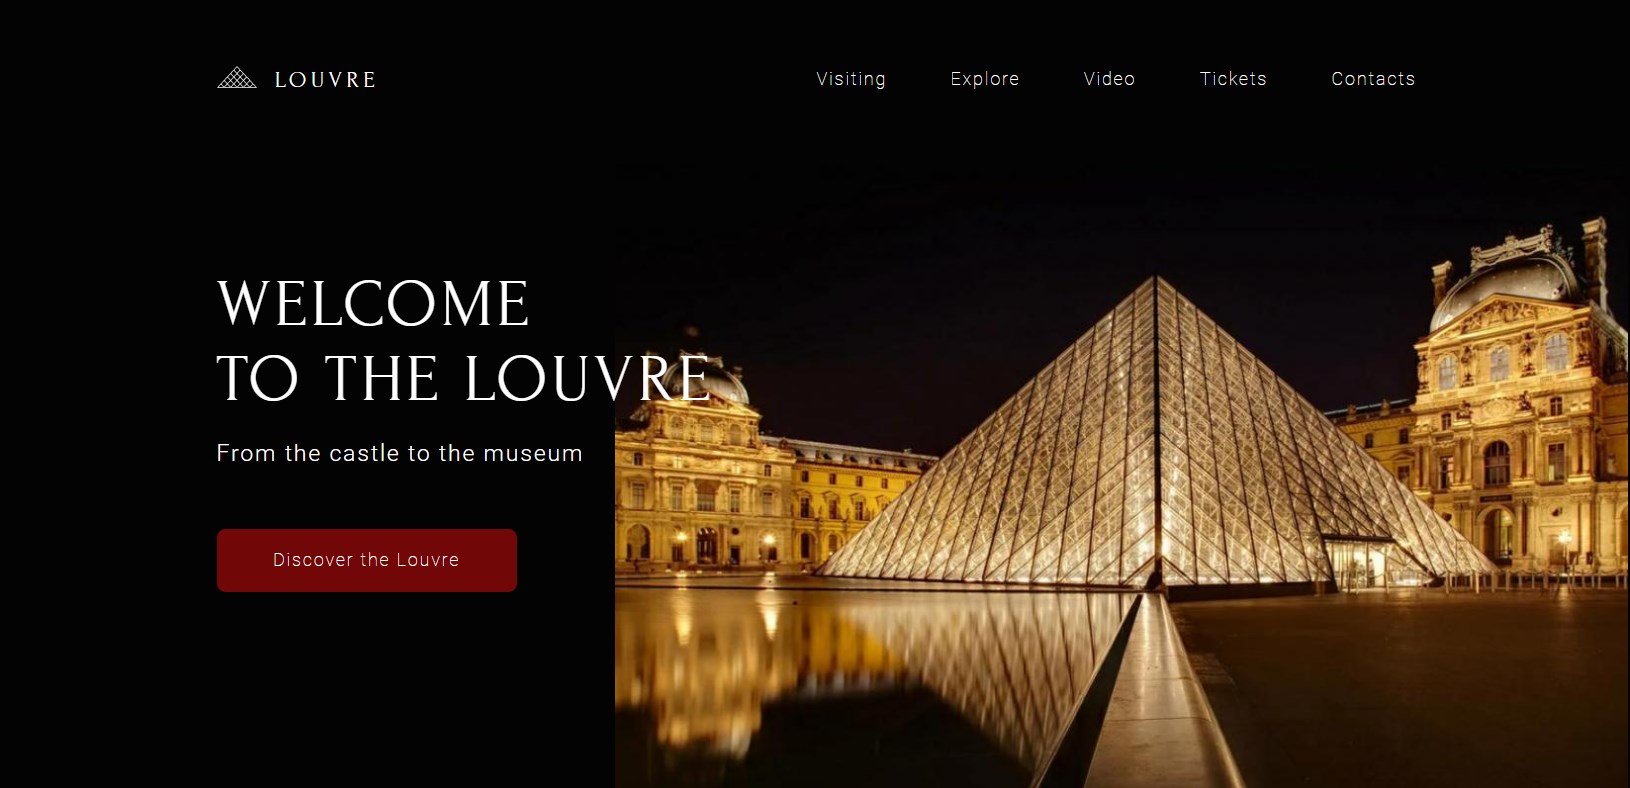 LOUVRE
Visiting
Explore
Video
Tickets
Contacts
WELCOME
TO THE LOUVRE
From the castle to the museum
Discover the Louvre